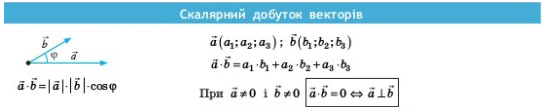 Скалярний добуток векторів
b⃗
φ
a⃗
a⃗·b⃗=|a⃗|·|b⃗|·cosφ
a⃗(a₁;a₂;a₃) ; b⃗(b₁;b₂;b₃)
a⃗·b⃗=a₁·b₁+a₂·b₂+a₃·b₃
При a⃗≠0 і b⃗≠0 a⃗·b⃗=0⇔a⃗⊥b⃗